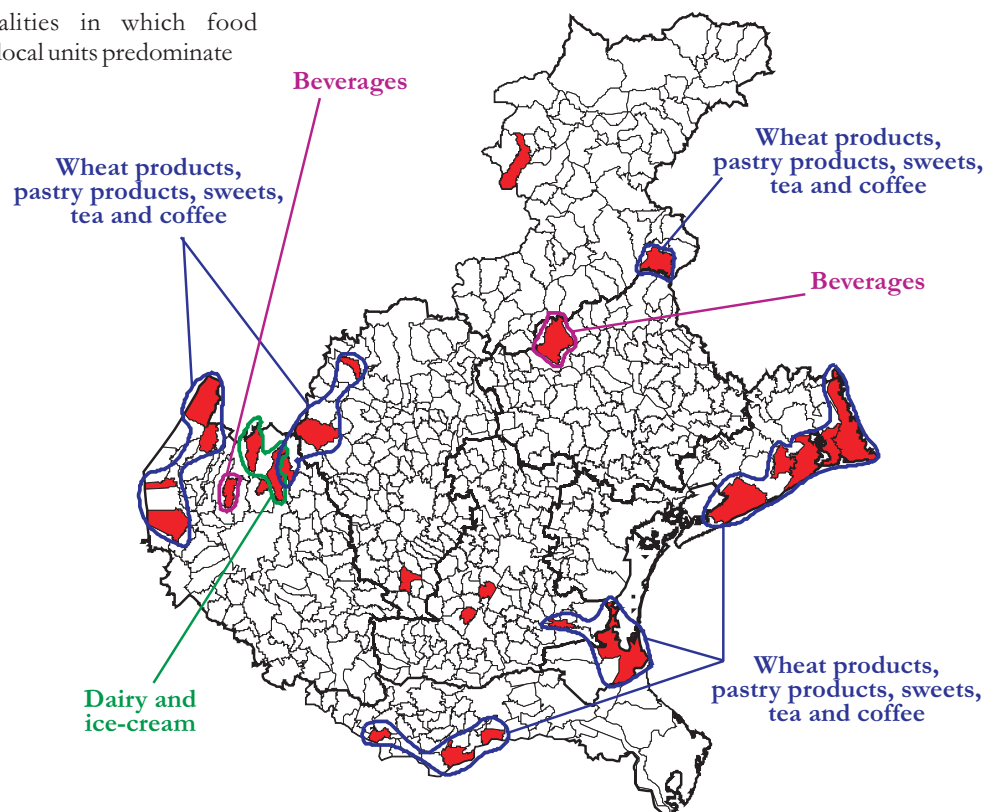 in which food
local units predominate
Beverages
Wheat products,
pastry products, sweets,
tea and coffee
Wheat products,
pastry products, sweets,
tea and coffee
Beverages
Dairy and
ice-cream
Wheat products,
pastry products, sweets,
tea and coffee